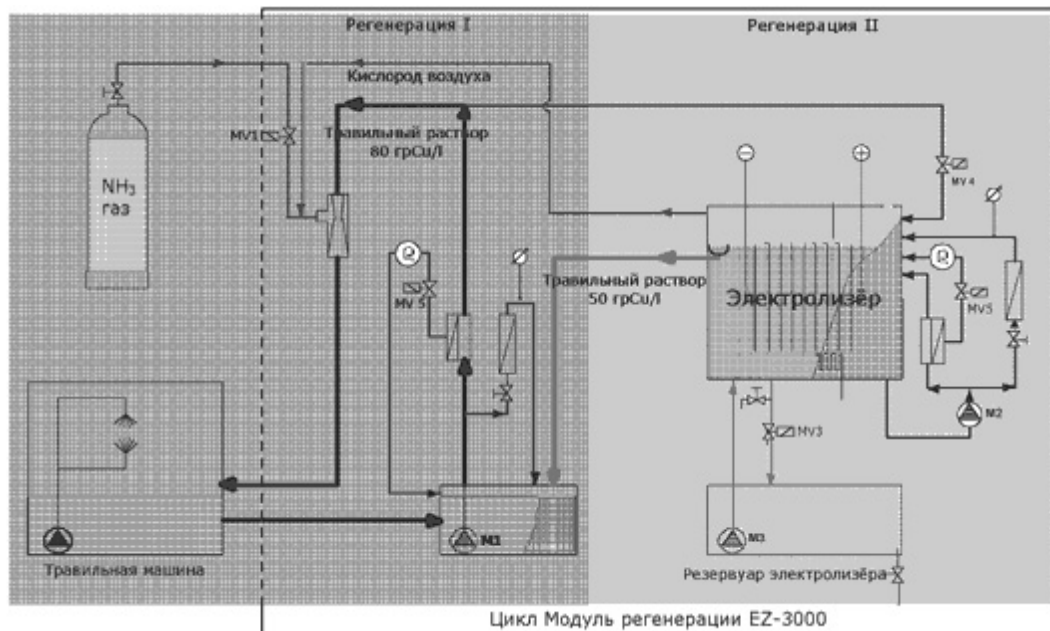 Регенерация I
Регенерация II
Кислород воздуха
MV1
Травильный раствор
80 грCu/l
NH3
газ
MV 4
MV 5
Травильный раствор
50 грCu/l
Электролизёр
MV5
M2
MV3
M1
M3
Травильная машина
Резервуар электролизёра
Цикл Модуль регенерации EZ-3000